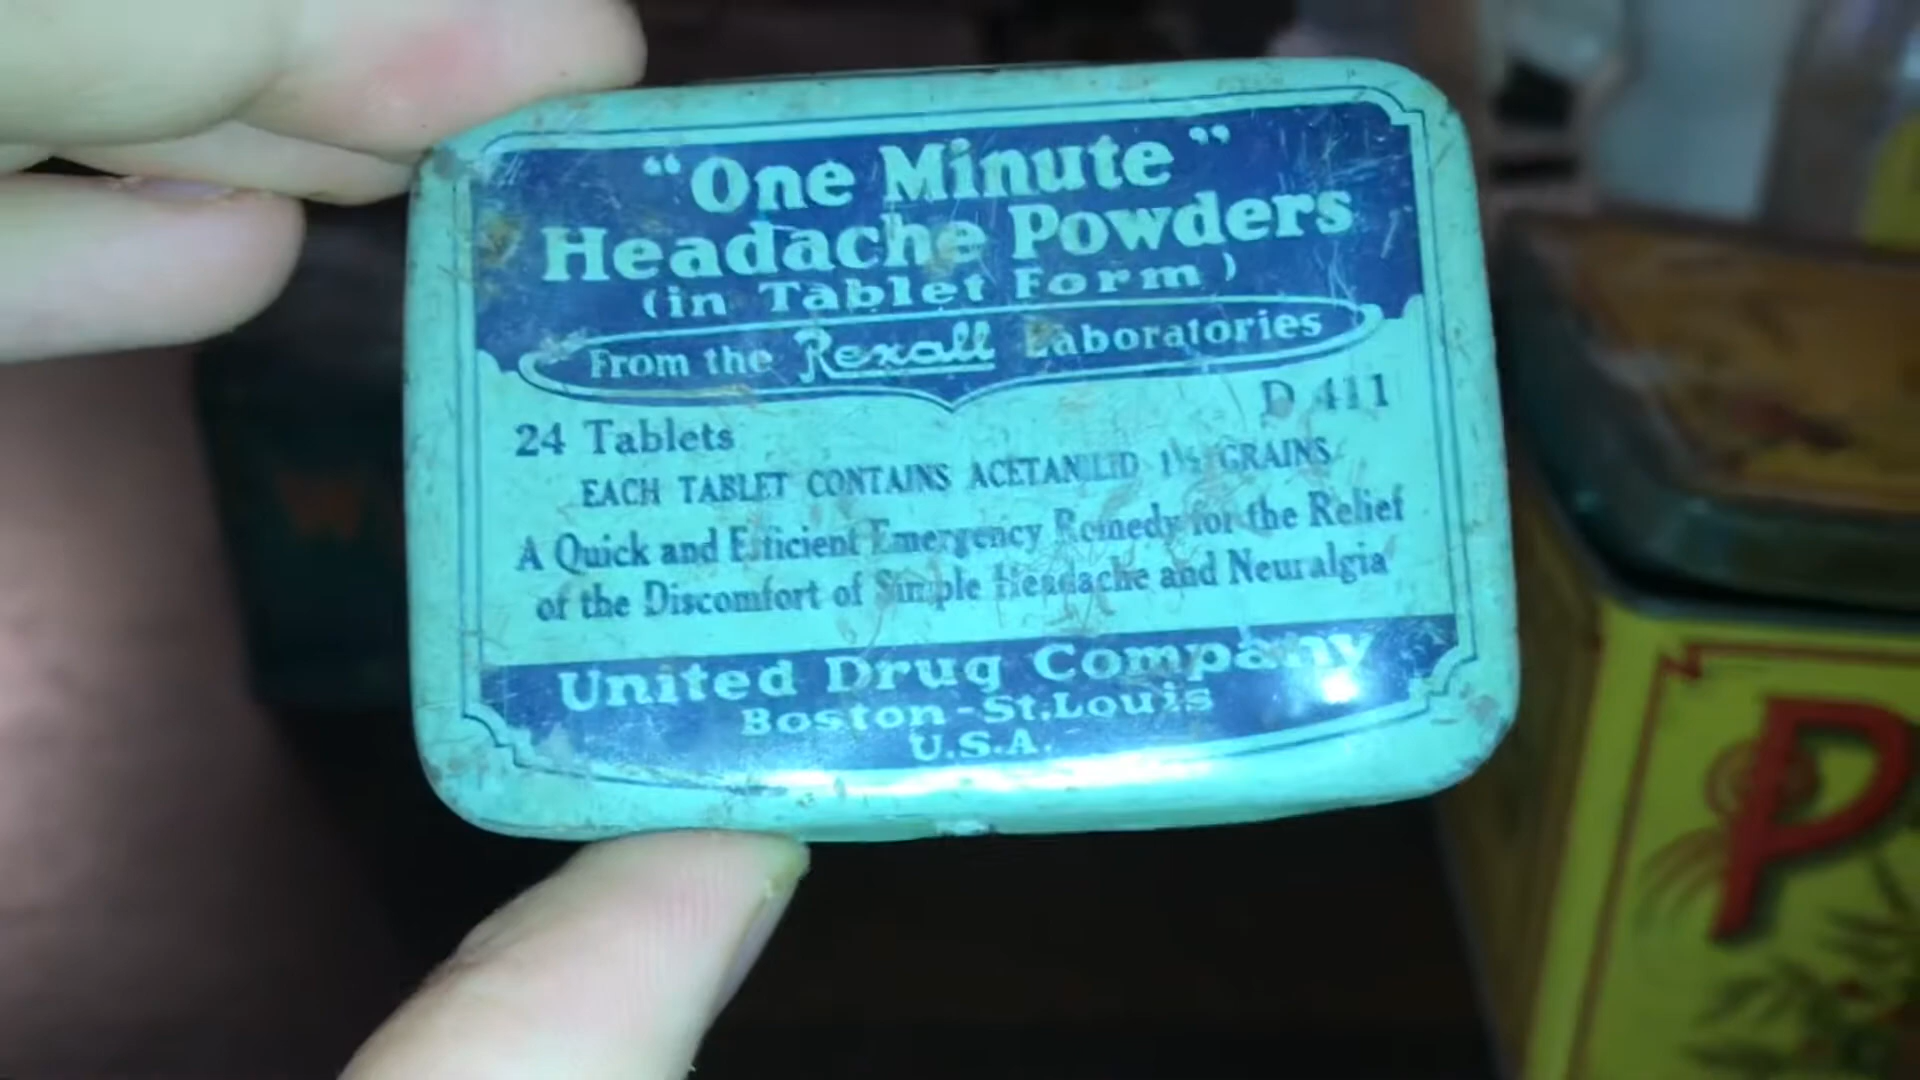 “One Minute”
Headache Powders
(in Tablet Form)
From the Rexall Laboratories
D 411
24 Tablets
EACH TABLET CONTAINS ACETANILID 1½ GRAINS
A Quick and Efficient Emergency Remedy for the Relief
of the Discomfort of Simple Headache and Neuralgia
United Drug Company
Boston-St.Louis
U.S.A.
P